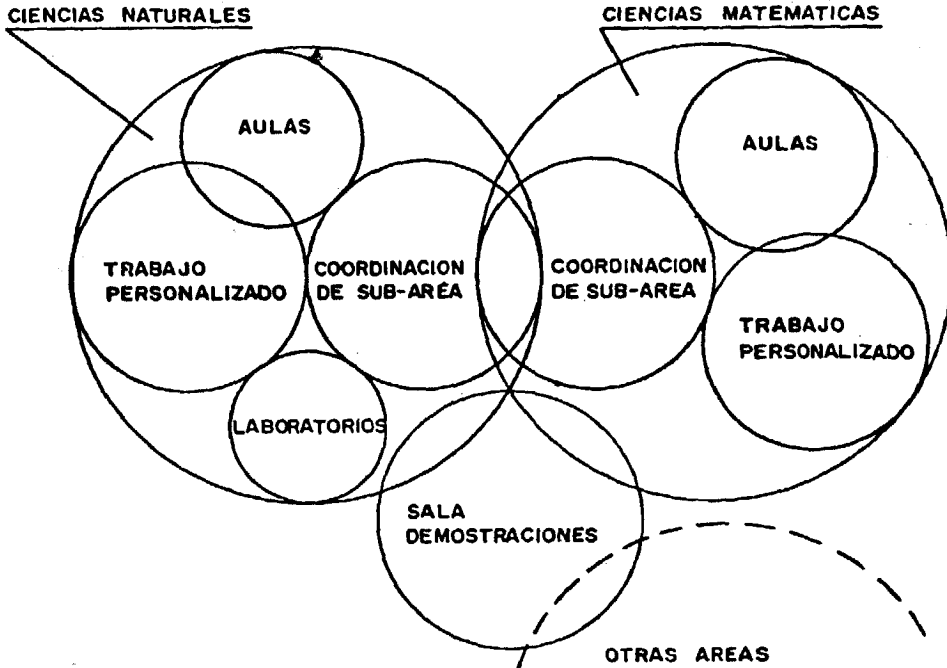 CIENCIAS NATURALES
CIENCIAS MATEMATICAS
AULAS
AULAS
TRABAJO
PERSONALIZADO
COORDINACION
DE SUB-ARÉA
COORDINACION
DE SUB-AREA
TRABAJO
PERSONALIZADO
LABORATORIOS
SALA
DEMOSTRACIONES
OTRAS AREAS